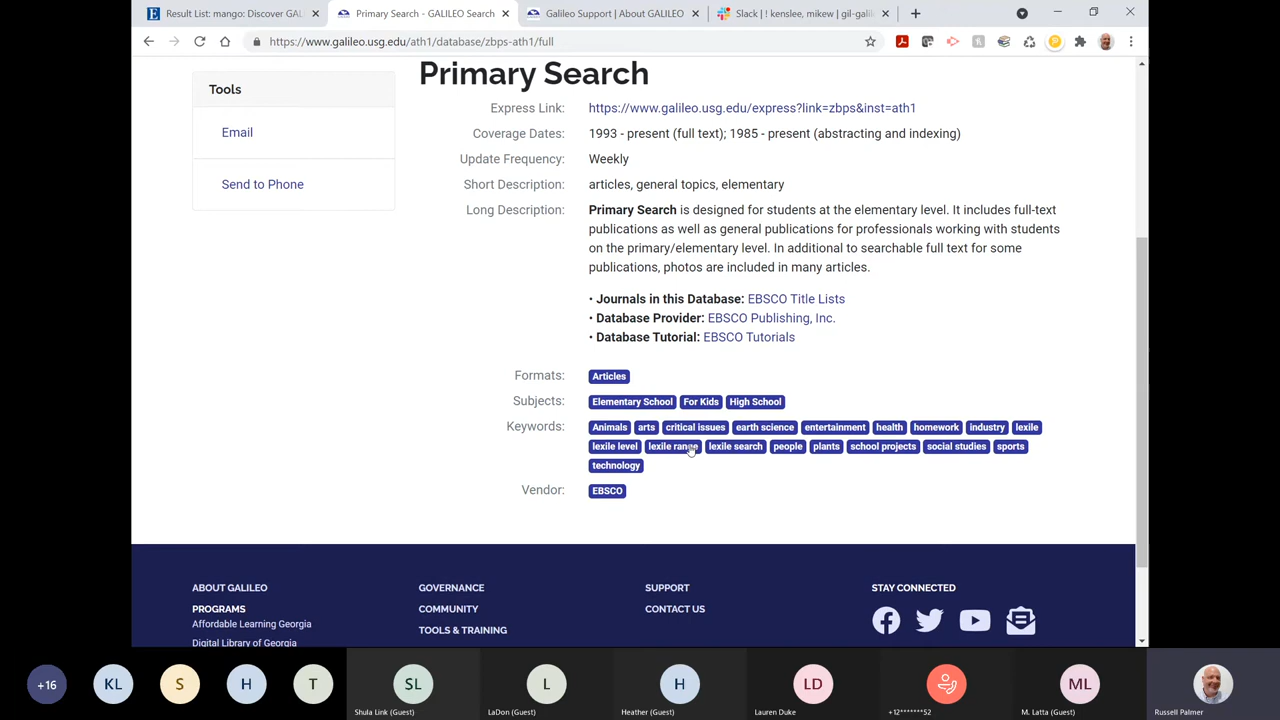 Result List: mango: Discover GAL
Primary Search - GALILEO Search
Galileo Support | About GALILEO
Slack | ! kenslee, mikew | gil-gali
https://www.galileo.usg.edu/ath1/database/zbps-ath1/full
Tools
Email
Send to Phone
Primary Search
Express Link: https://www.galileo.usg.edu/express?link=zbps&inst=ath1
Coverage Dates: 1993 - present (full text); 1985 - present (abstracting and indexing)
Update Frequency: Weekly
Short Description: articles, general topics, elementary
Long Description: Primary Search is designed for students at the elementary level. It includes full-text
publications as well as general publications for professionals working with students
on the primary/elementary level. In additional to searchable full text for some
publications, photos are included in many articles.
• Journals in this Database: EBSCO Title Lists
• Database Provider: EBSCO Publishing, Inc.
• Database Tutorial: EBSCO Tutorials
Formats: Articles
Subjects: Elementary School For Kids High School
Keywords: Animals arts critical issues earth science entertainment health homework industry lexile
lexile level lexile range lexile search people plants school projects social studies sports
technology
Vendor: EBSCO
ABOUT GALILEO
PROGRAMS
Affordable Learning Georgia
Digital Library of Georgia
GOVERNANCE
COMMUNITY
TOOLS & TRAINING
SUPPORT
CONTACT US
STAY CONNECTED
+16
KL
S
H
T
SL
Shula Link (Guest)
L
LaDon (Guest)
H
Heather (Guest)
LD
Lauren Duke
+12*******52
ML
M. Latta (Guest)
Russell Palmer